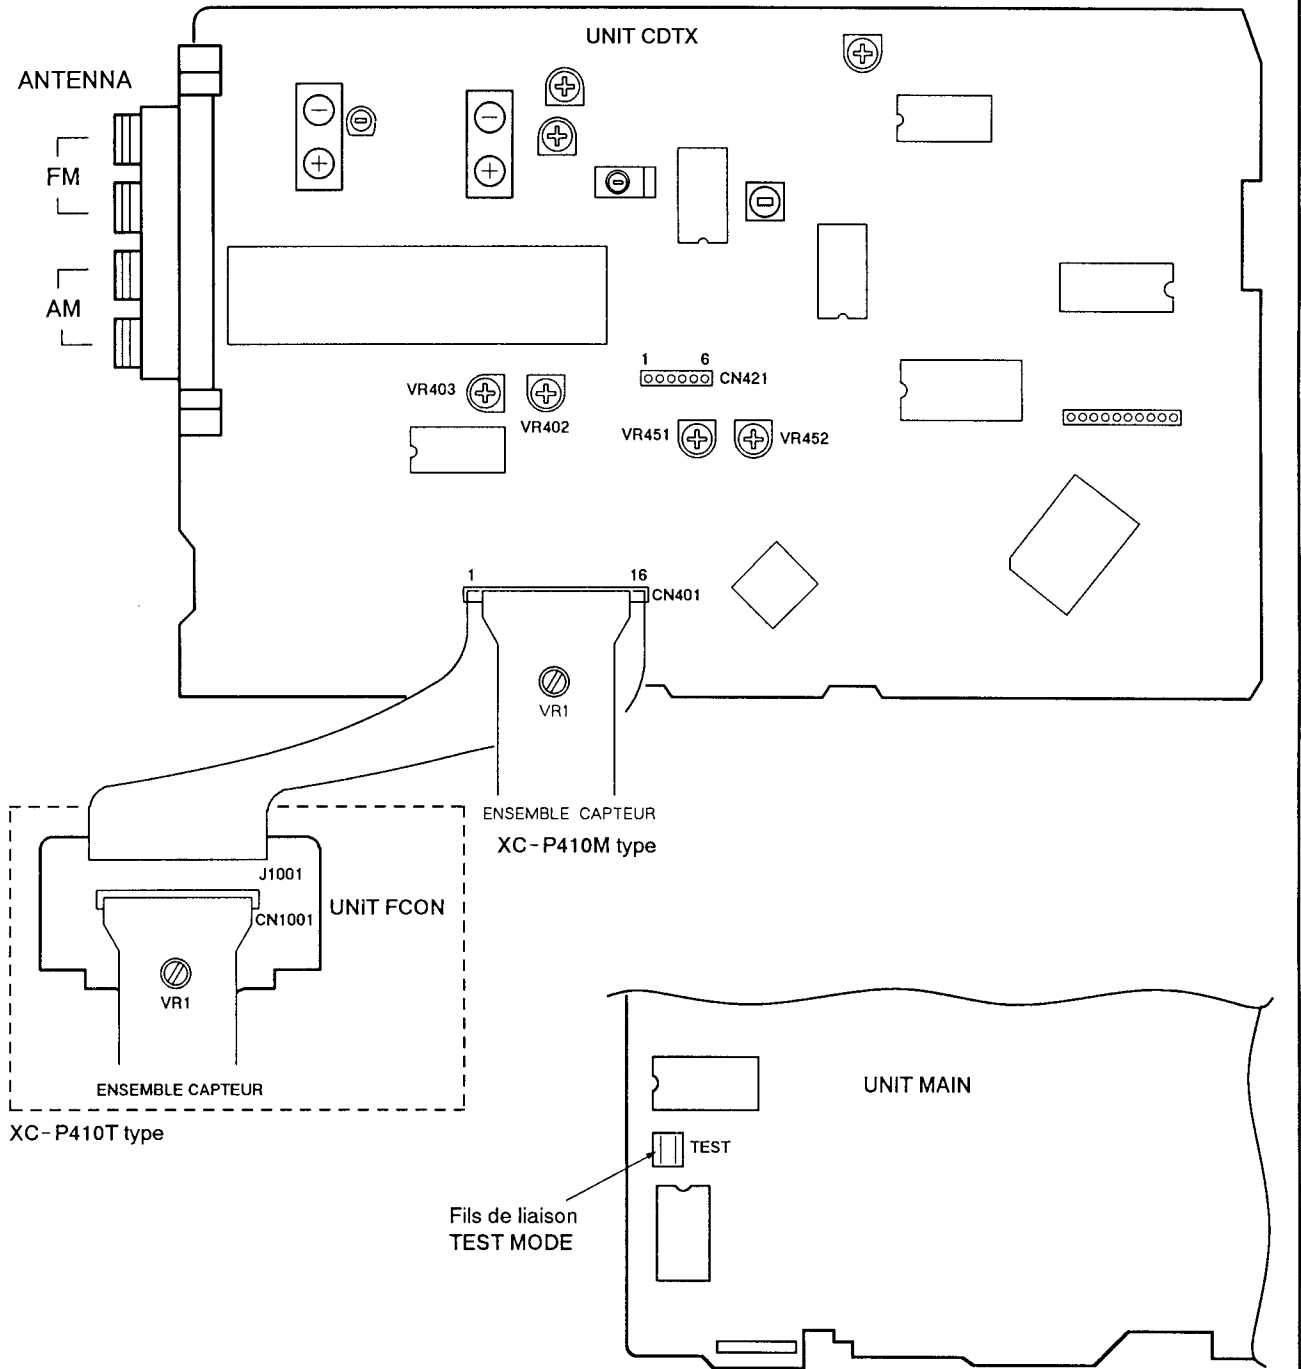 UNIT CDTX
ANTENNA
FM
AM
1 6
CN421
VR403
VR402
VR451
VR452
1 16
CN401
VR1
ENSEMBLE CAPTEUR
XC-P410M type
J1001
CN1001
UNiT FCON
VR1
ENSEMBLE CAPTEUR
XC-P410T type
UNIT MAIN
TEST
Fils de liaison
TEST MODE